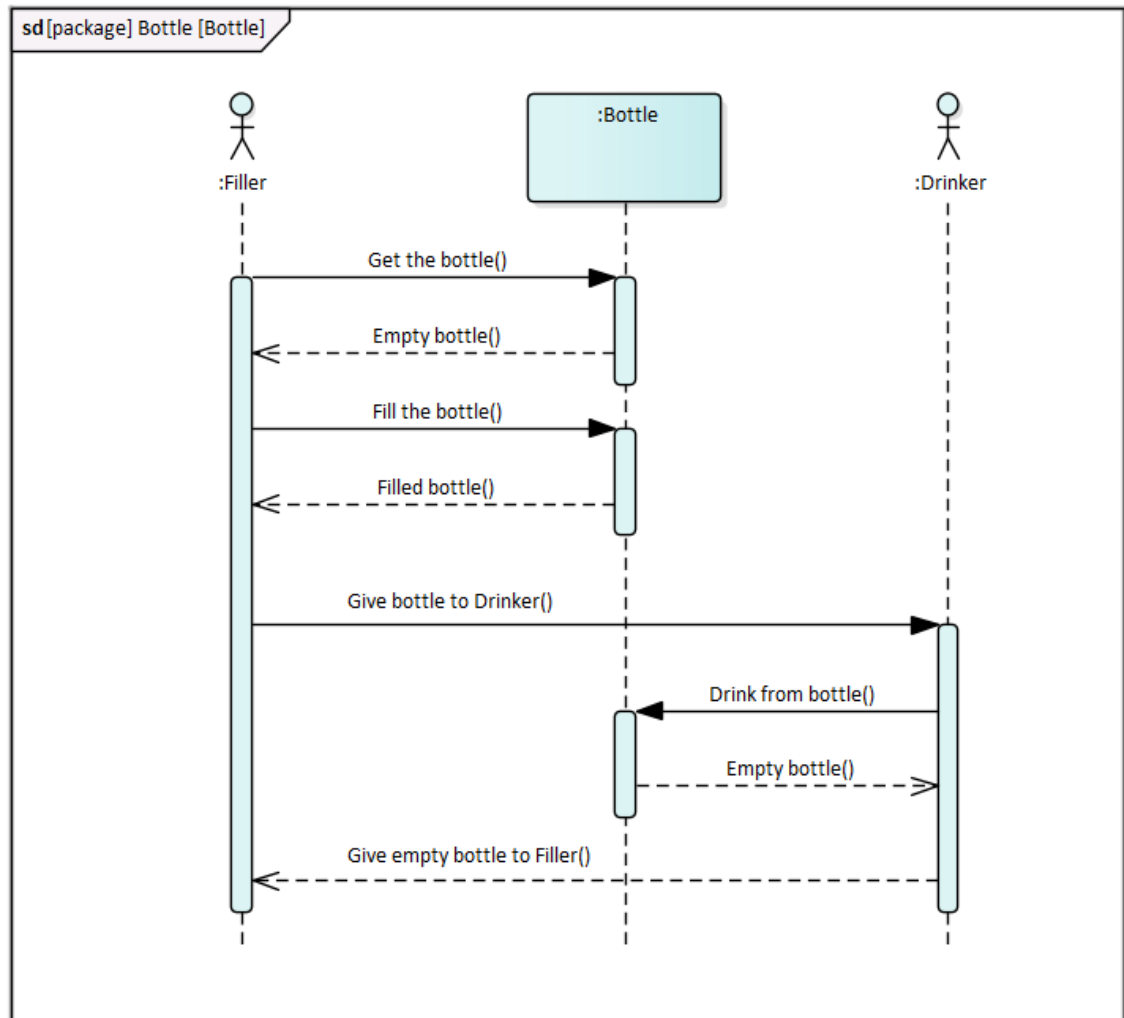 sd [package] Bottle [Bottle]
:Filler
:Bottle
:Drinker
Get the bottle()
Empty bottle()
Fill the bottle()
Filled bottle()
Give bottle to Drinker()
Drink from bottle()
Empty bottle()
Give empty bottle to Filler()